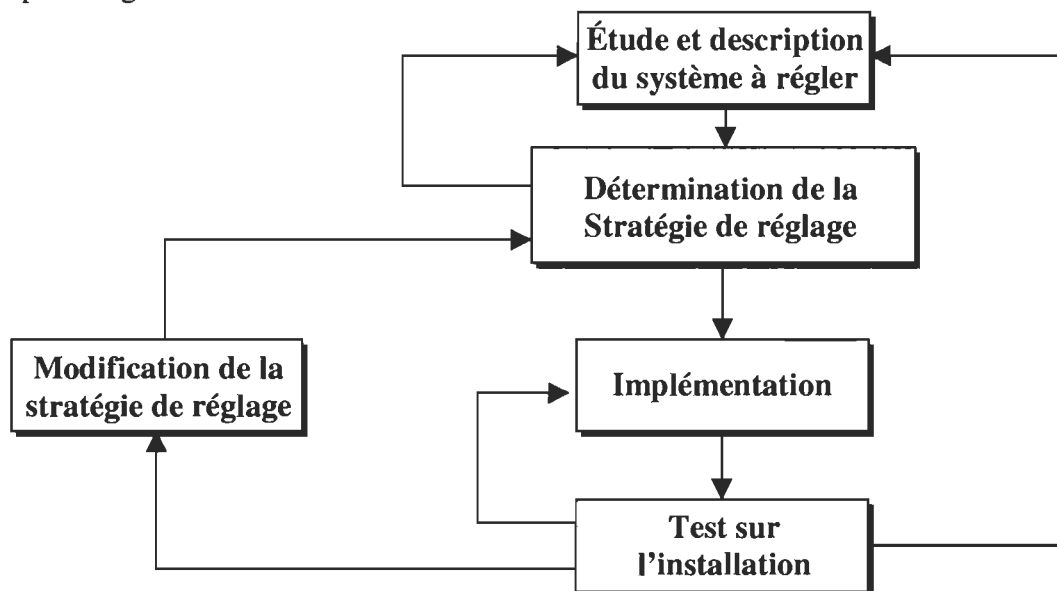 Étude et description
du système à régler
Détermination de la
Stratégie de réglage
Modification de la
stratégie de réglage
Implémentation
Test sur
l'installation